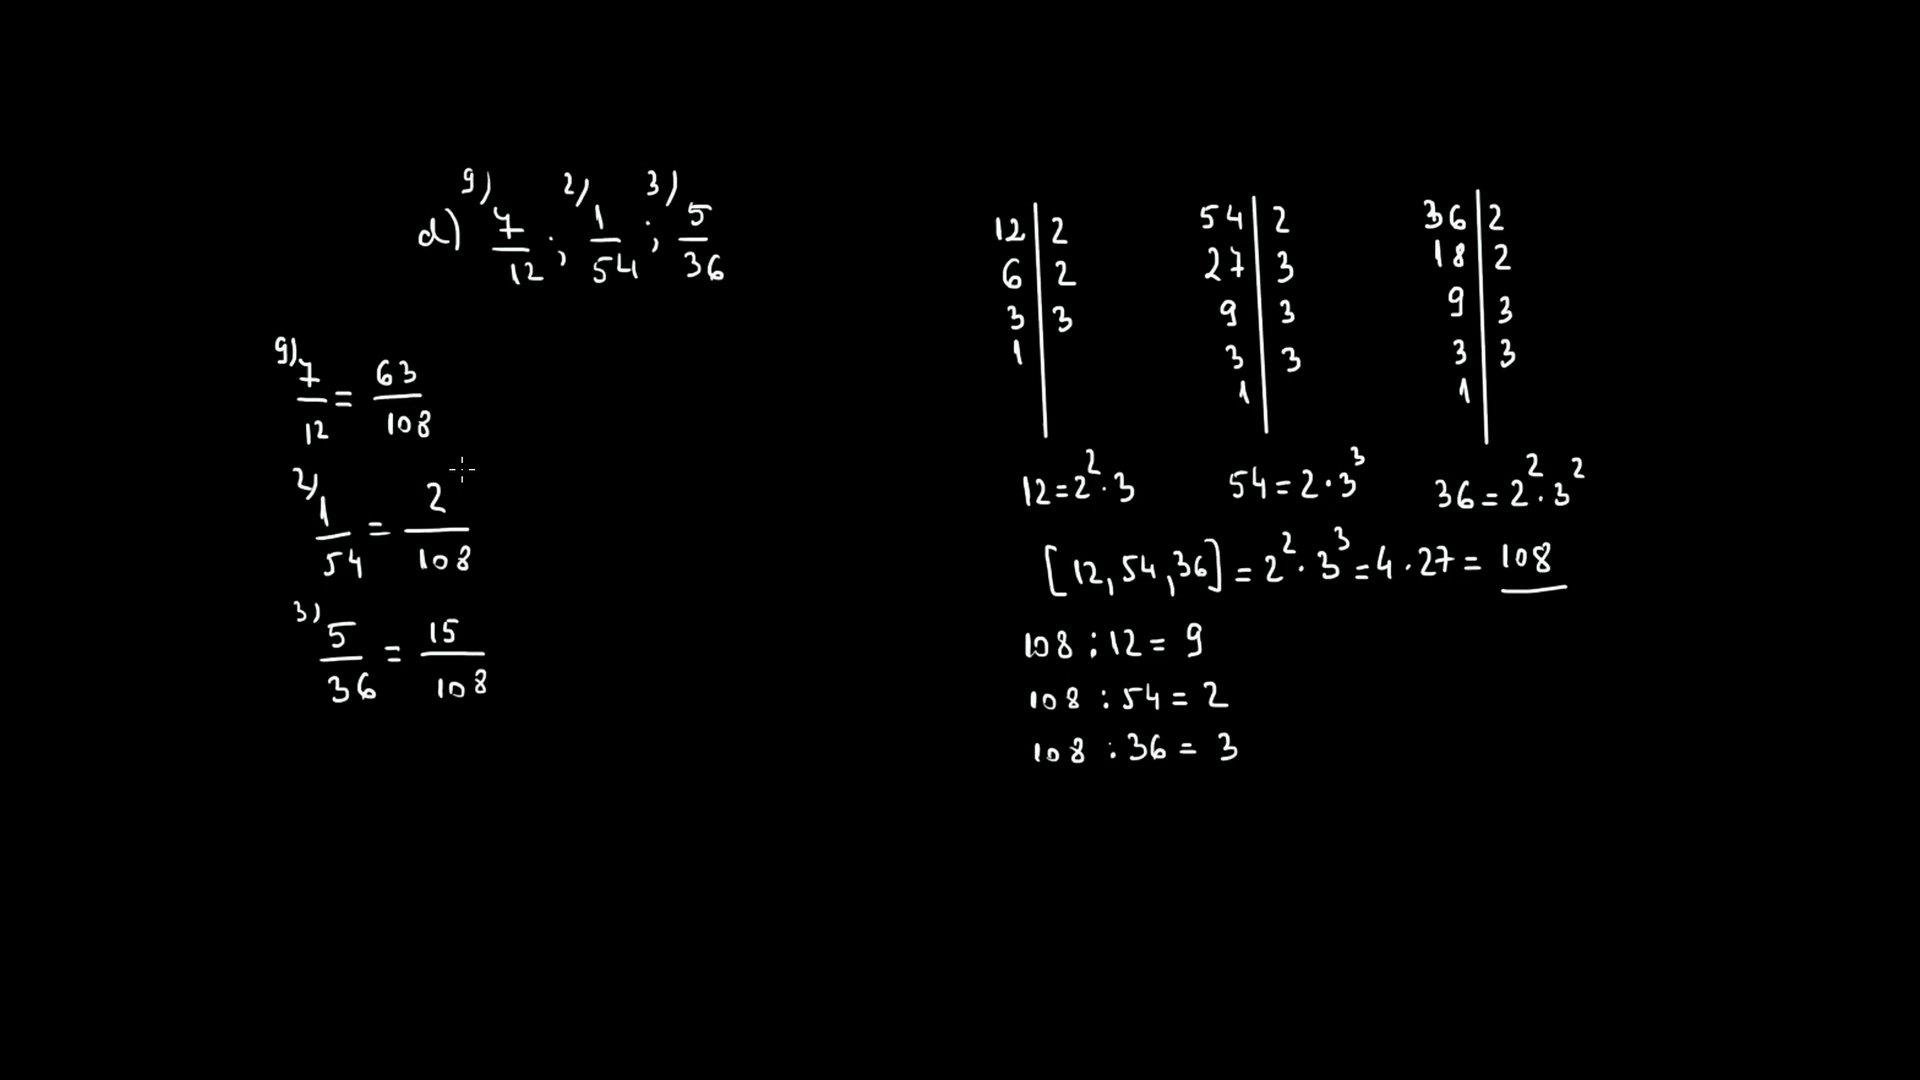 d) 9) 7/12 ; 2) 1/54 ; 3) 5/36
9) 7/12 = 63/108
2) 1/54 = 2/108
3) 5/36 = 15/108
12 | 2
6 | 2
3 | 3
1 |
54 | 2
27 | 3
9 | 3
3 | 3
1 |
36 | 2
18 | 2
9 | 3
3 | 3
1 |
12 = 2² · 3
54 = 2 · 3³
36 = 2² · 3²
[12, 54, 36] = 2² · 3³ = 4 · 27 = 108
108 : 12 = 9
108 : 54 = 2
108 : 36 = 3